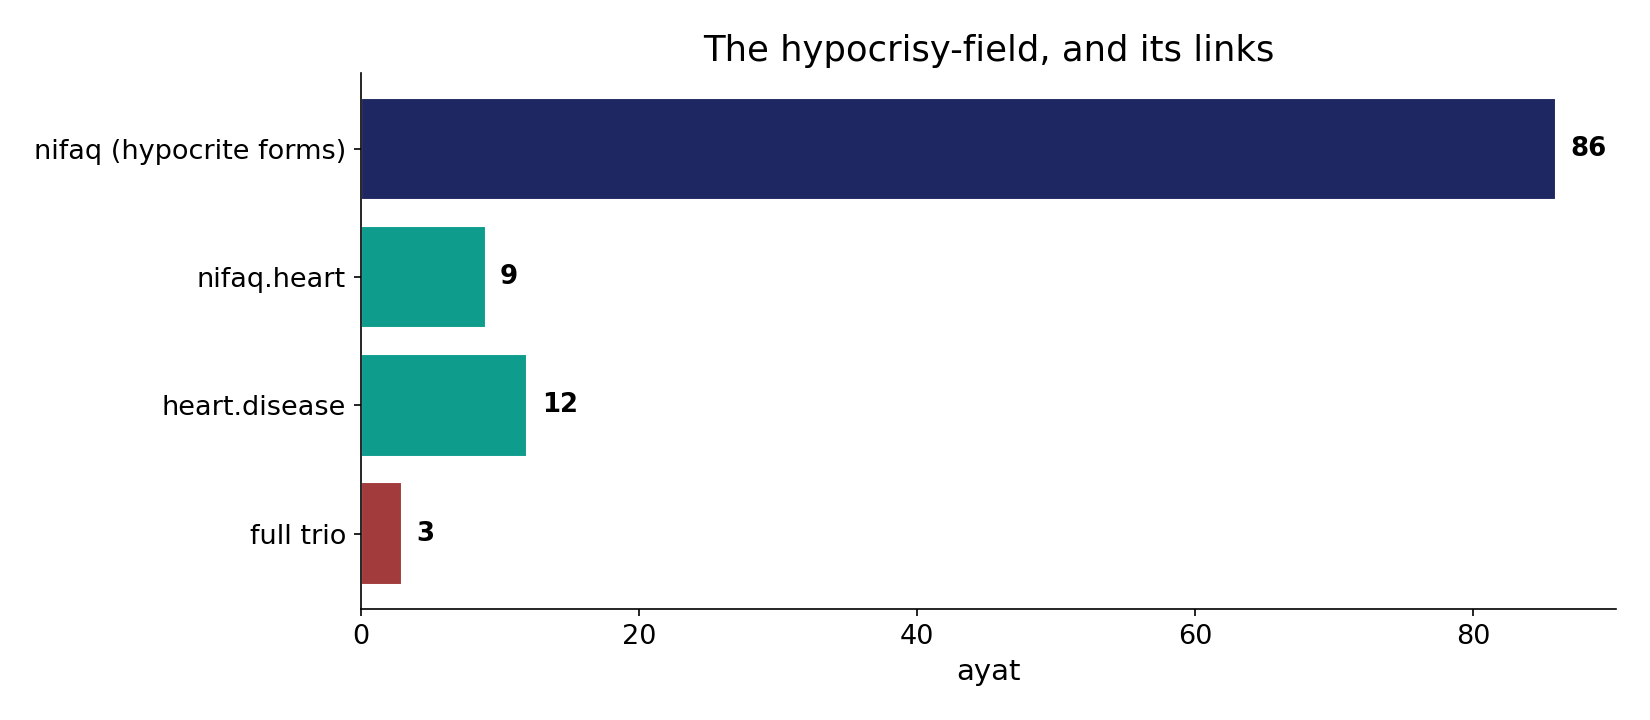 The hypocrisy-field, and its links
nifaq (hypocrite forms)
86
nifaq.heart
9
heart.disease
12
full trio
3
0
20
40
60
80
ayat